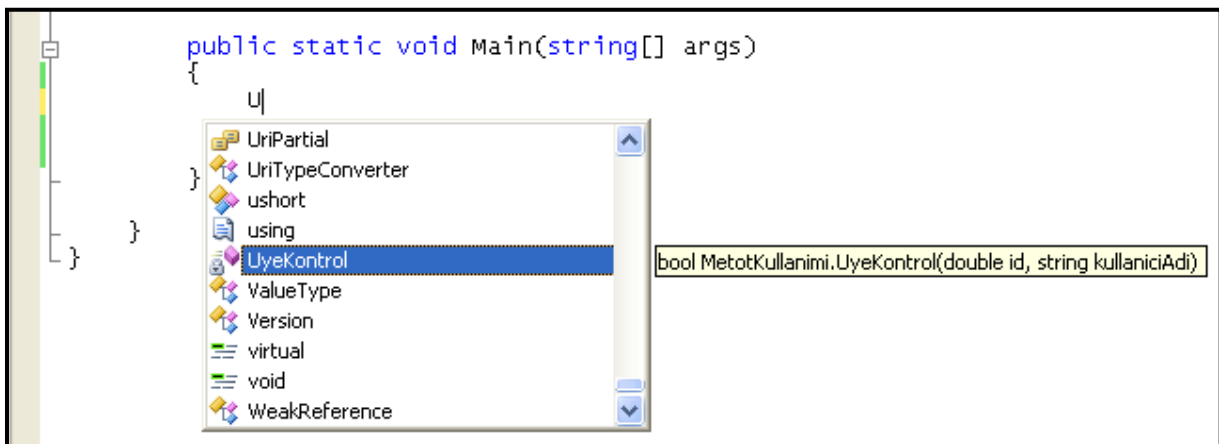 public static void Main(string[] args)
{
U
UriPartial
UriTypeConverter
}
ushort
using
}
UyeKontrol
bool MetotKullanimi.UyeKontrol(double id, string kullaniciAdi)
}
ValueType
Version
virtual
void
WeakReference